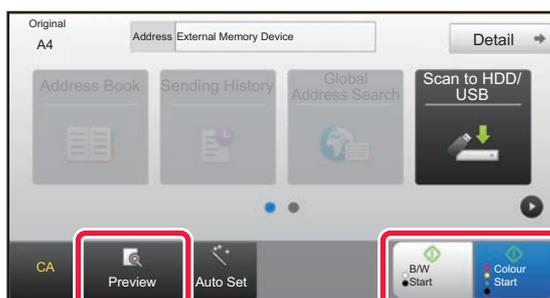 Original
A4
Address External Memory Device
Detail
Address Book
Sending History
Global
Address Search
Scan to HDD/
USB
CA
Preview
Auto Set
B/W
Start
Colour
Start